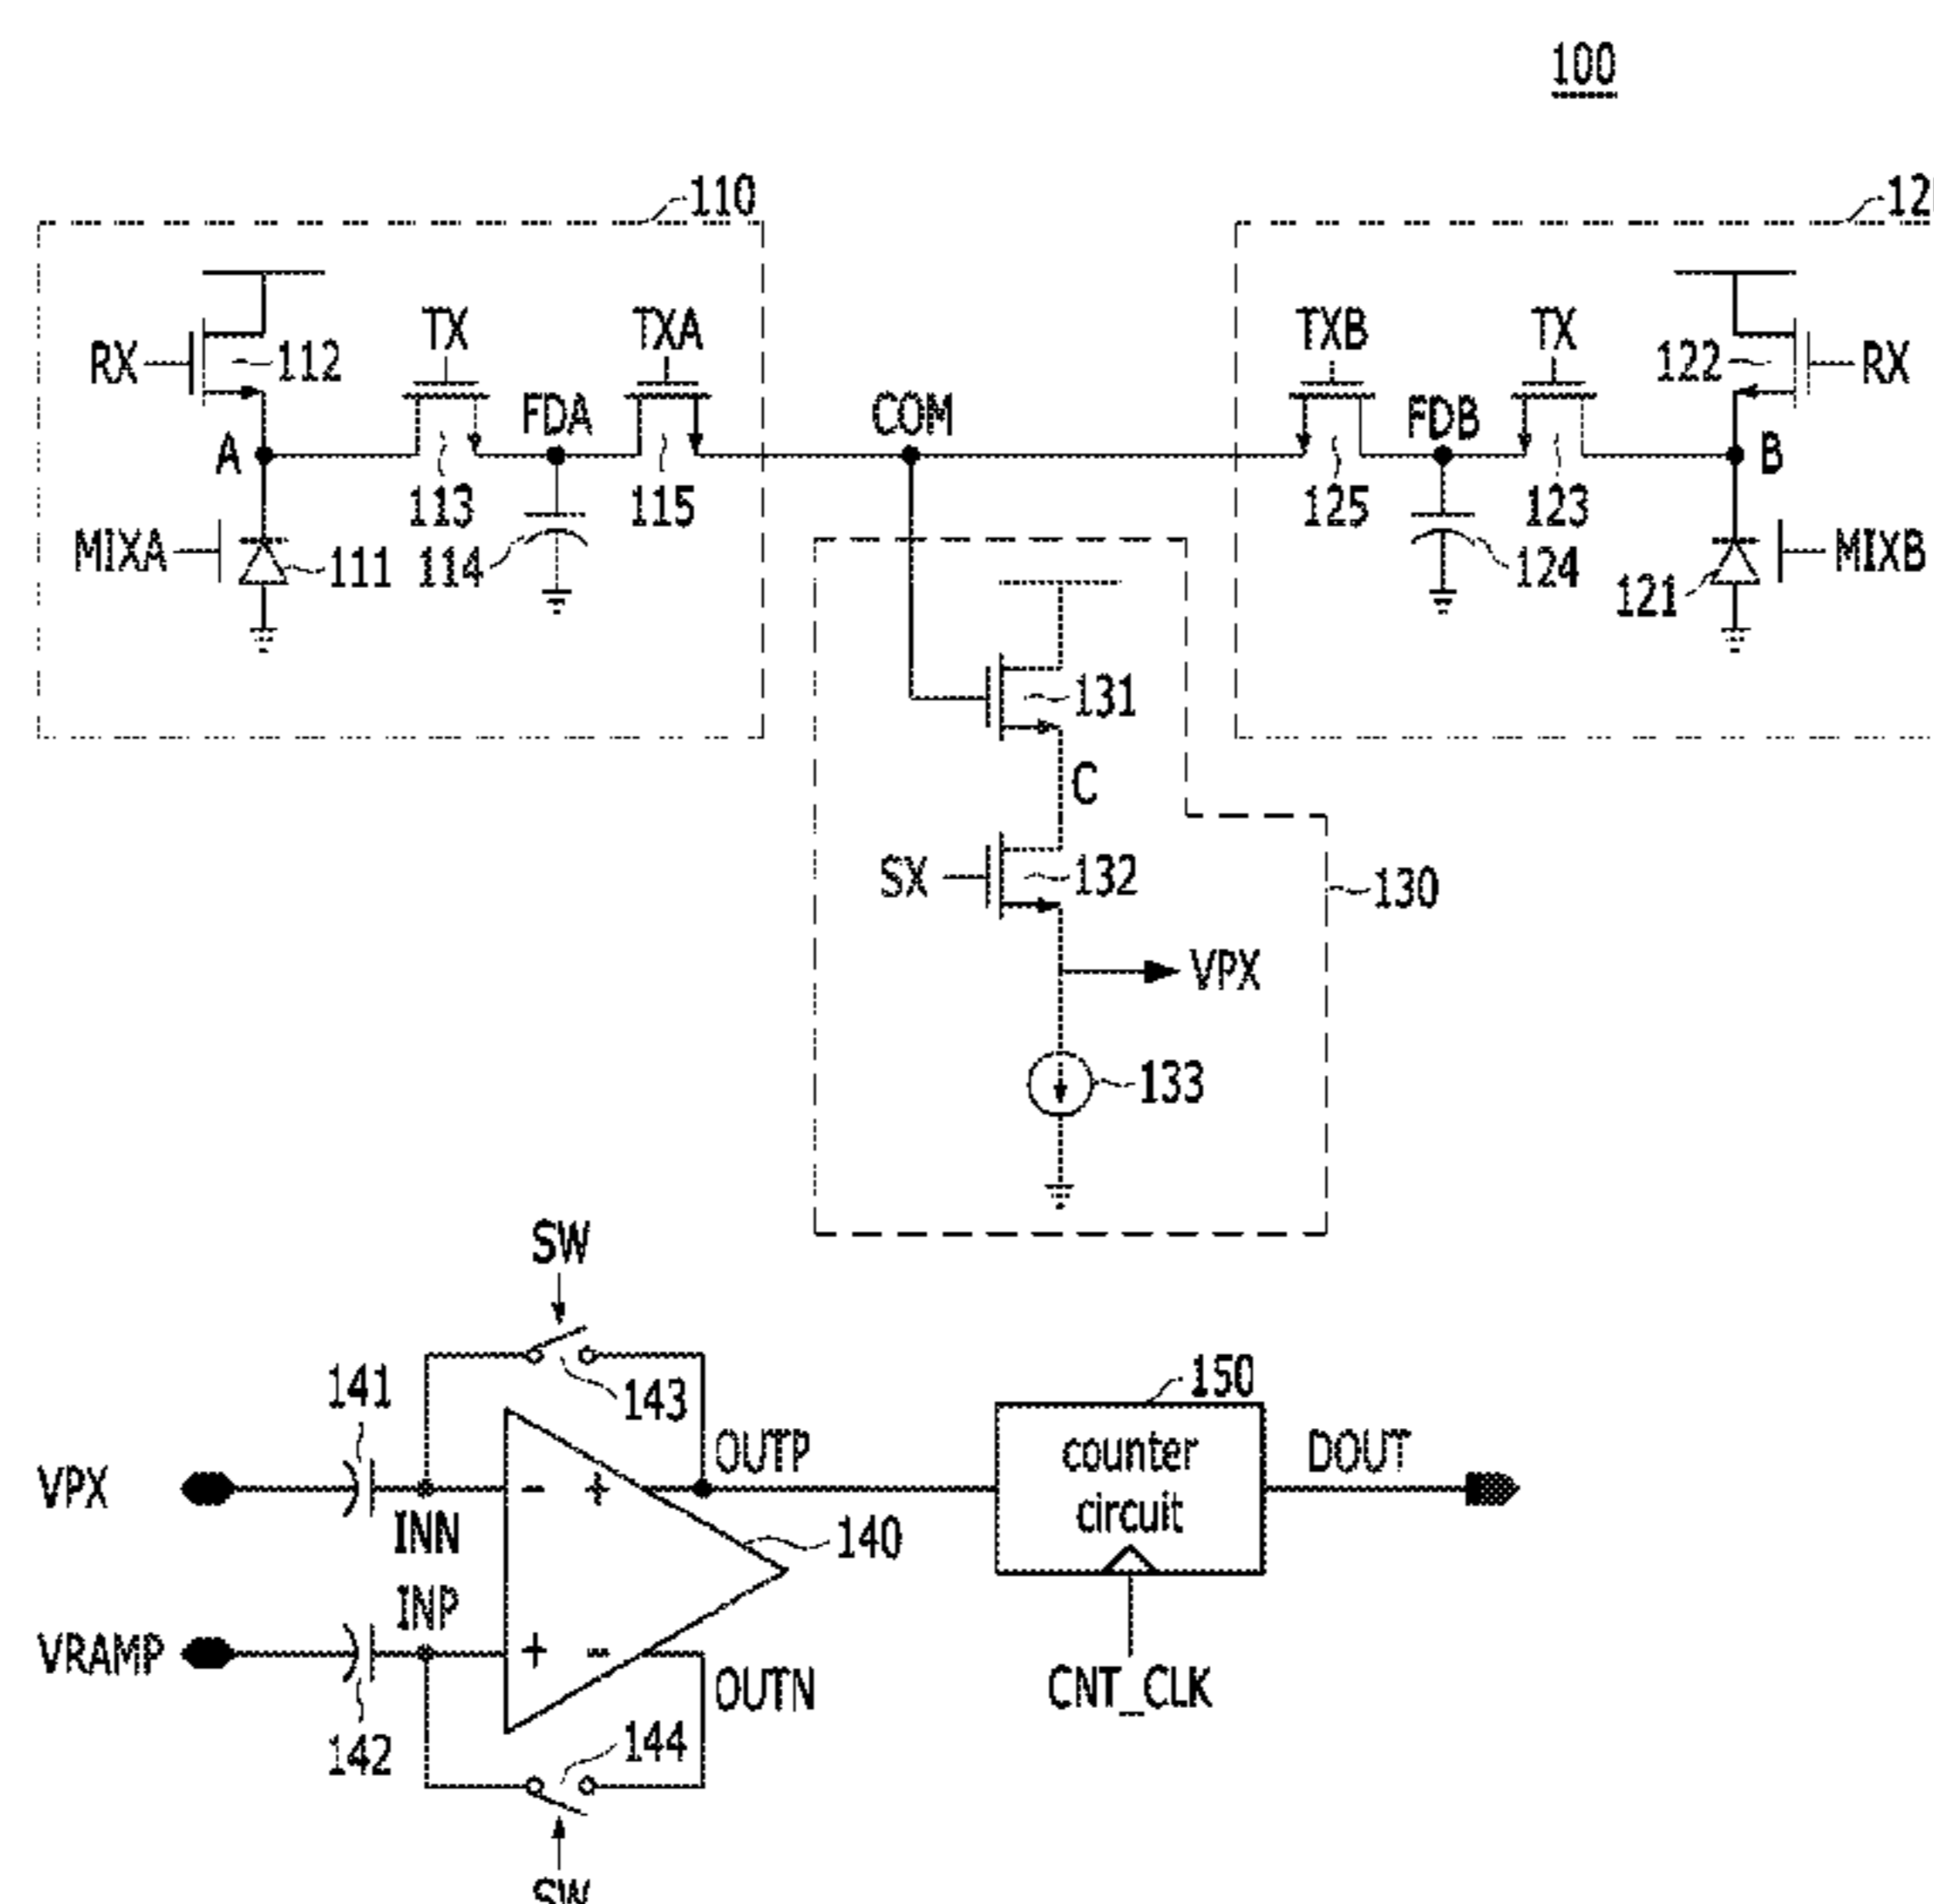 100
110
RX
112
TX
TXA
A
FDA
113
115
MIXA
111
114
COM
TXB
TX
122
RX
FDB
B
125
123
124
121
MIXB
131
C
SX
132
130
VPX
133
SW
141
143
VPX
INN
- +
OUTP
140
150
counter
circuit
DOUT
VRAMP
INP
+ -
OUTN
142
144
CNT_CLK
SW